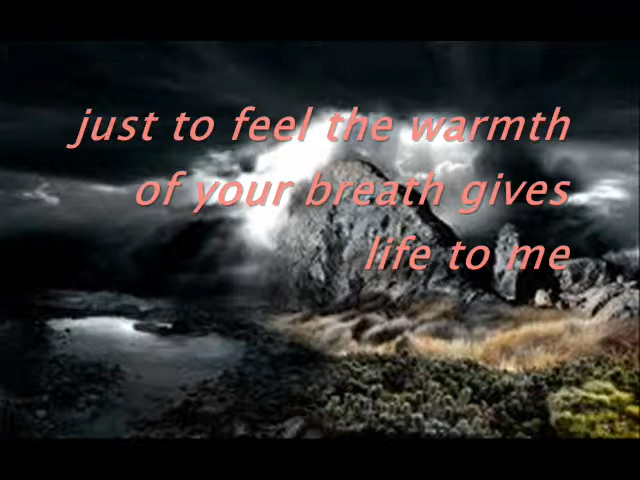 just to feel the warmth
of your breath gives
life to me